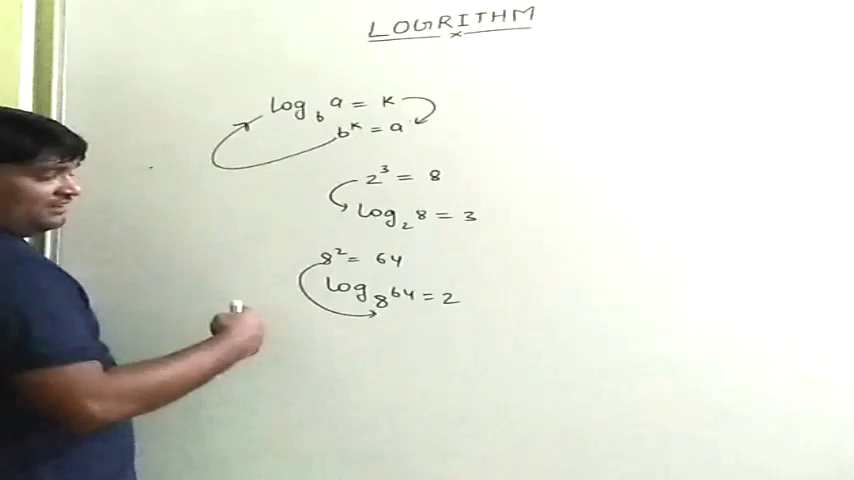 LOGRITHM
log_b a = k
b^k = a
2^3 = 8
log_2 8 = 3
8^2 = 64
log_8 64 = 2